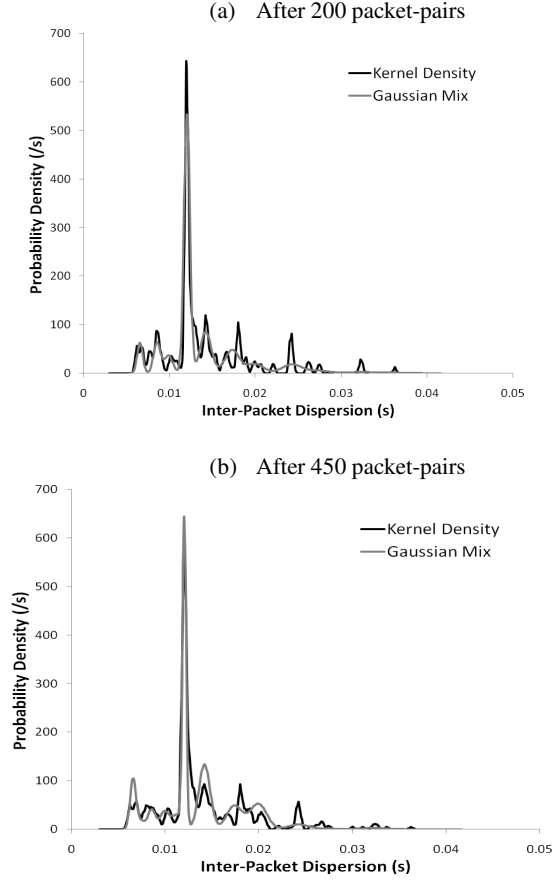 (a) After 200 packet-pairs
700
600
500
400
300
200
100
0
Probability Density (/s)
Kernel Density
Gaussian Mix
0 0.01 0.02 0.03 0.04 0.05
Inter-Packet Dispersion (s)
(b) After 450 packet-pairs
700
600
500
400
300
200
100
0
Probability Density (/s)
Kernel Density
Gaussian Mix
0 0.01 0.02 0.03 0.04 0.05
Inter-Packet Dispersion (s)